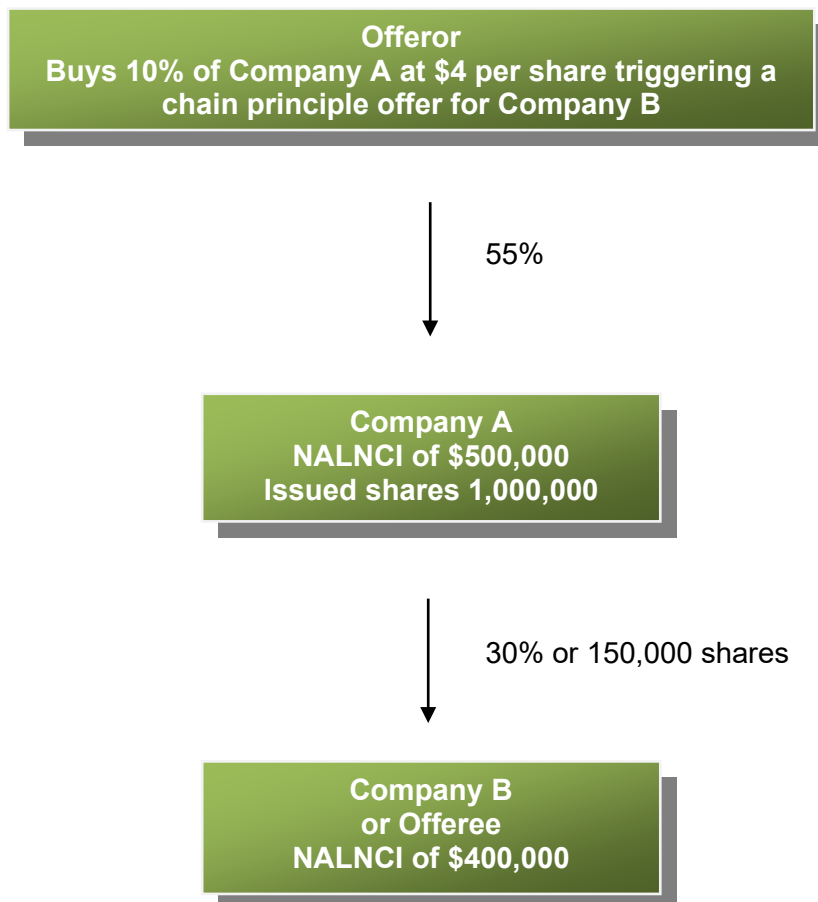 Offeror
Buys 10% of Company A at $4 per share triggering a
chain principle offer for Company B
55%
Company A
NALNCI of $500,000
Issued shares 1,000,000
30% or 150,000 shares
Company B
or Offeree
NALNCI of $400,000